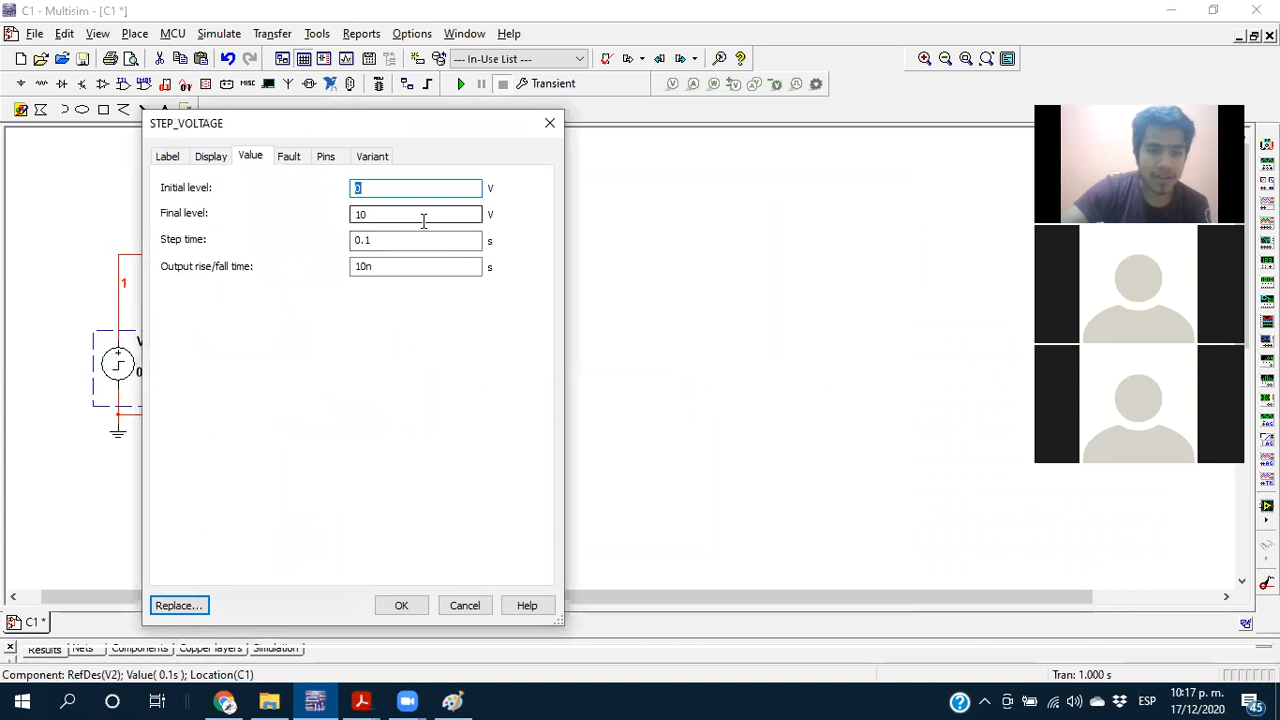 C1 - Multisim - [C1 *]
File Edit View Place MCU Simulate Transfer Tools Reports Options Window Help
--- In-Use List ---
Transient
STEP_VOLTAGE
Label Display Value Fault Pins Variant
Initial level: 0 V
Final level: 10 V
Step time: 0.1 s
Output rise/fall time: 10n s
1
Replace... OK Cancel Help
C1 *
Results Nets Components Copper layers Simulation
Component: RefDes(V2); Value( 0.1s ); Location(C1) Tran: 1.000 s
ESP 10:17 p. m.
17/12/2020
45